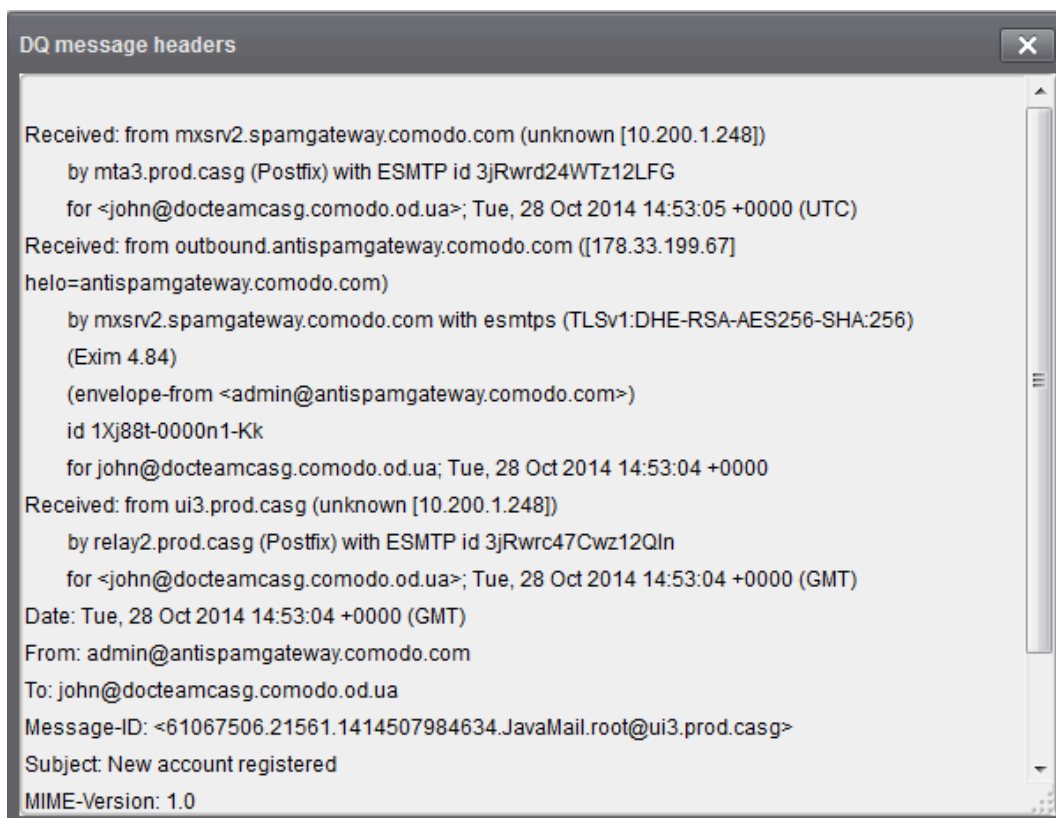 DQ message headers
Received: from mxsrv2.spamgateway.comodo.com (unknown [10.200.1.248])
by mta3.prod.casg (Postfix) with ESMTP id 3jRwrd24WTz12LFG
for <john@docteamcasg.comodo.od.ua>; Tue, 28 Oct 2014 14:53:05 +0000 (UTC)
Received: from outbound.antispamgateway.comodo.com ([178.33.199.67]
helo=antispamgateway.comodo.com)
by mxsrv2.spamgateway.comodo.com with esmtps (TLSv1:DHE-RSA-AES256-SHA:256)
(Exim 4.84)
(envelope-from <admin@antispamgateway.comodo.com>)
id 1Xj88t-0000n1-Kk
for john@docteamcasg.comodo.od.ua; Tue, 28 Oct 2014 14:53:04 +0000
Received: from ui3.prod.casg (unknown [10.200.1.248])
by relay2.prod.casg (Postfix) with ESMTP id 3jRwrc47Cwz12Qln
for <john@docteamcasg.comodo.od.ua>; Tue, 28 Oct 2014 14:53:04 +0000 (GMT)
Date: Tue, 28 Oct 2014 14:53:04 +0000 (GMT)
From: admin@antispamgateway.comodo.com
To: john@docteamcasg.comodo.od.ua
Message-ID: <61067506.21561.1414507984634.JavaMail.root@ui3.prod.casg>
Subject: New account registered
MIME-Version: 1.0